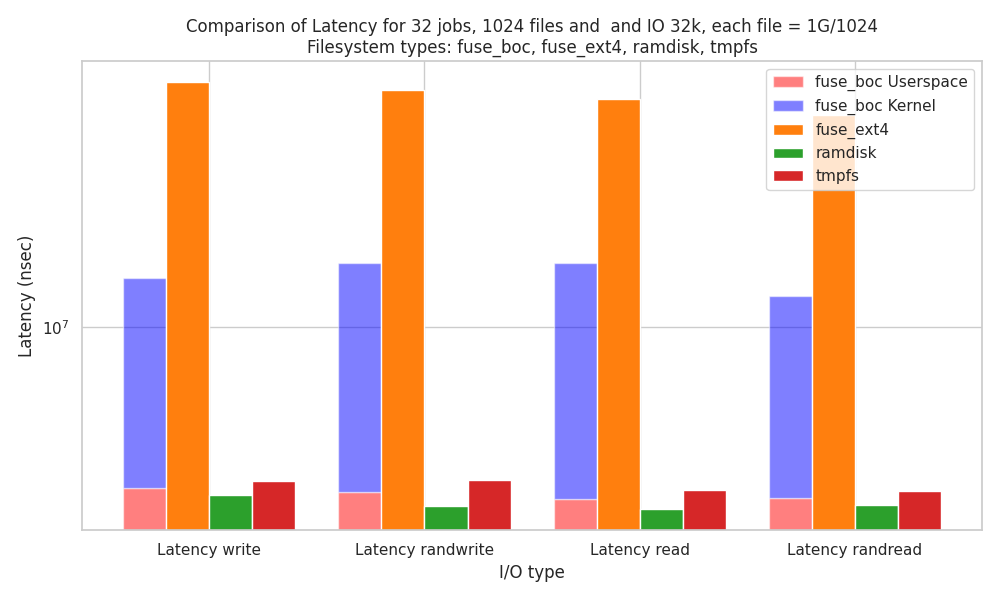 Comparison of Latency for 32 jobs, 1024 files and  and IO 32k, each file = 1G/1024
Filesystem types: fuse_boc, fuse_ext4, ramdisk, tmpfs
fuse_boc Userspace
fuse_boc Kernel
fuse_ext4
ramdisk
tmpfs
Latency (nsec)
10⁷
Latency write
Latency randwrite
Latency read
Latency randread
I/O type